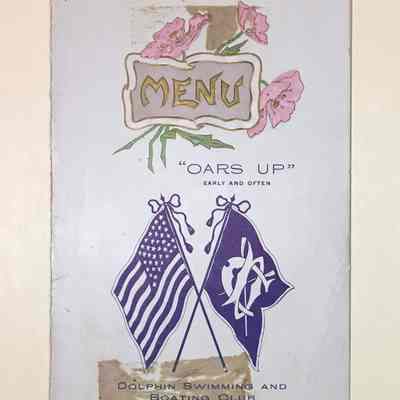 MENU
"OARS UP"
EARLY AND OFTEN
DOLPHIN SWIMMING AND
BOATING CLUB